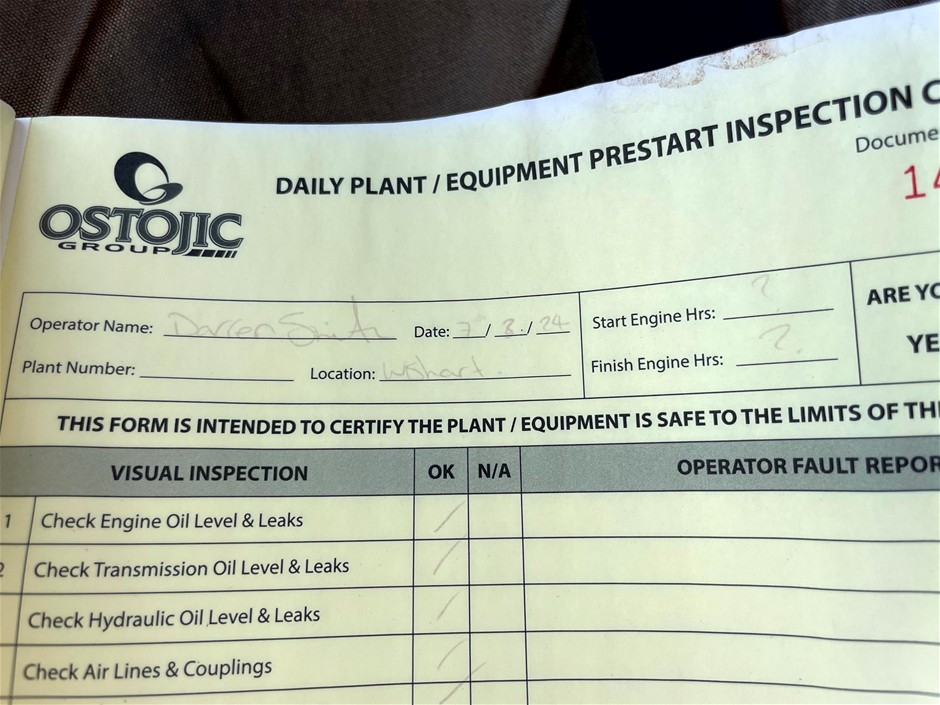 DAILY PLANT / EQUIPMENT PRESTART INSPECTION C
Docume
14
OSTOJIC
GROUP
Operator Name: Darren Smith Date: 7 / 3 / 24 Start Engine Hrs: ?
ARE YO
Plant Number: Location: Wishart. Finish Engine Hrs: ?
YE
THIS FORM IS INTENDED TO CERTIFY THE PLANT / EQUIPMENT IS SAFE TO THE LIMITS OF TH
VISUAL INSPECTION OK N/A OPERATOR FAULT REPOR
1 Check Engine Oil Level & Leaks /
2 Check Transmission Oil Level & Leaks /
Check Hydraulic Oil Level & Leaks /
Check Air Lines & Couplings /